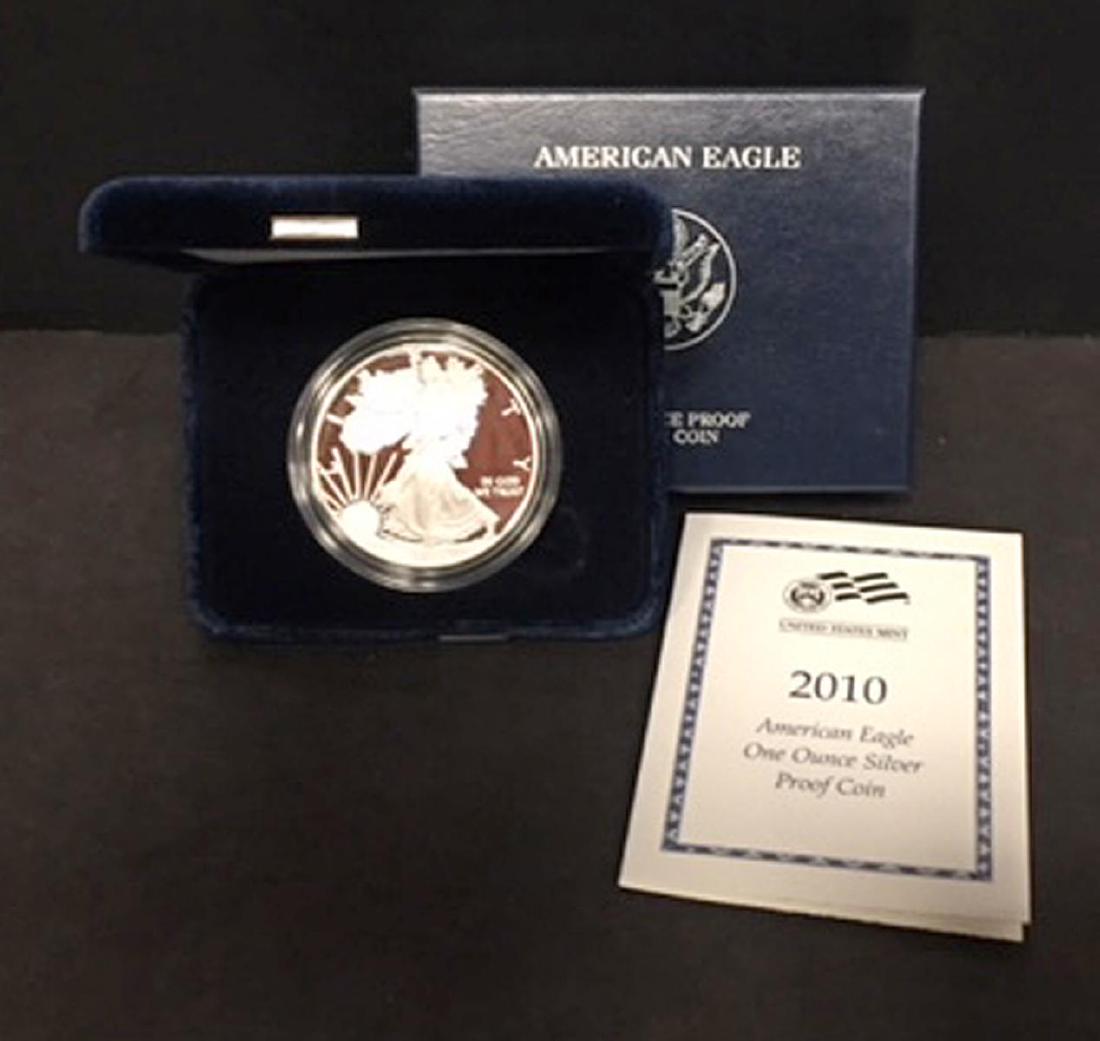 AMERICAN EAGLE
PROOF
COIN
IN GOD
WE TRUST
UNITED STATES MINT
2010
American Eagle
One Ounce Silver
Proof Coin